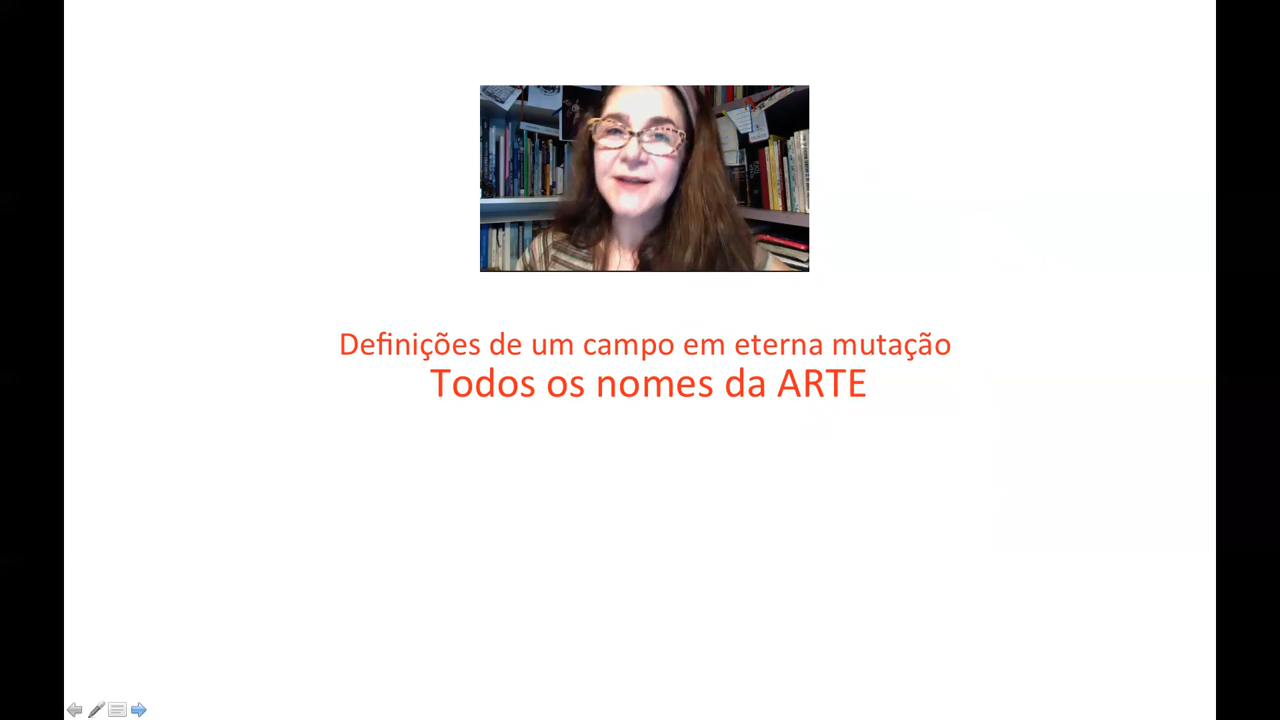 Definições de um campo em eterna mutação
Todos os nomes da ARTE